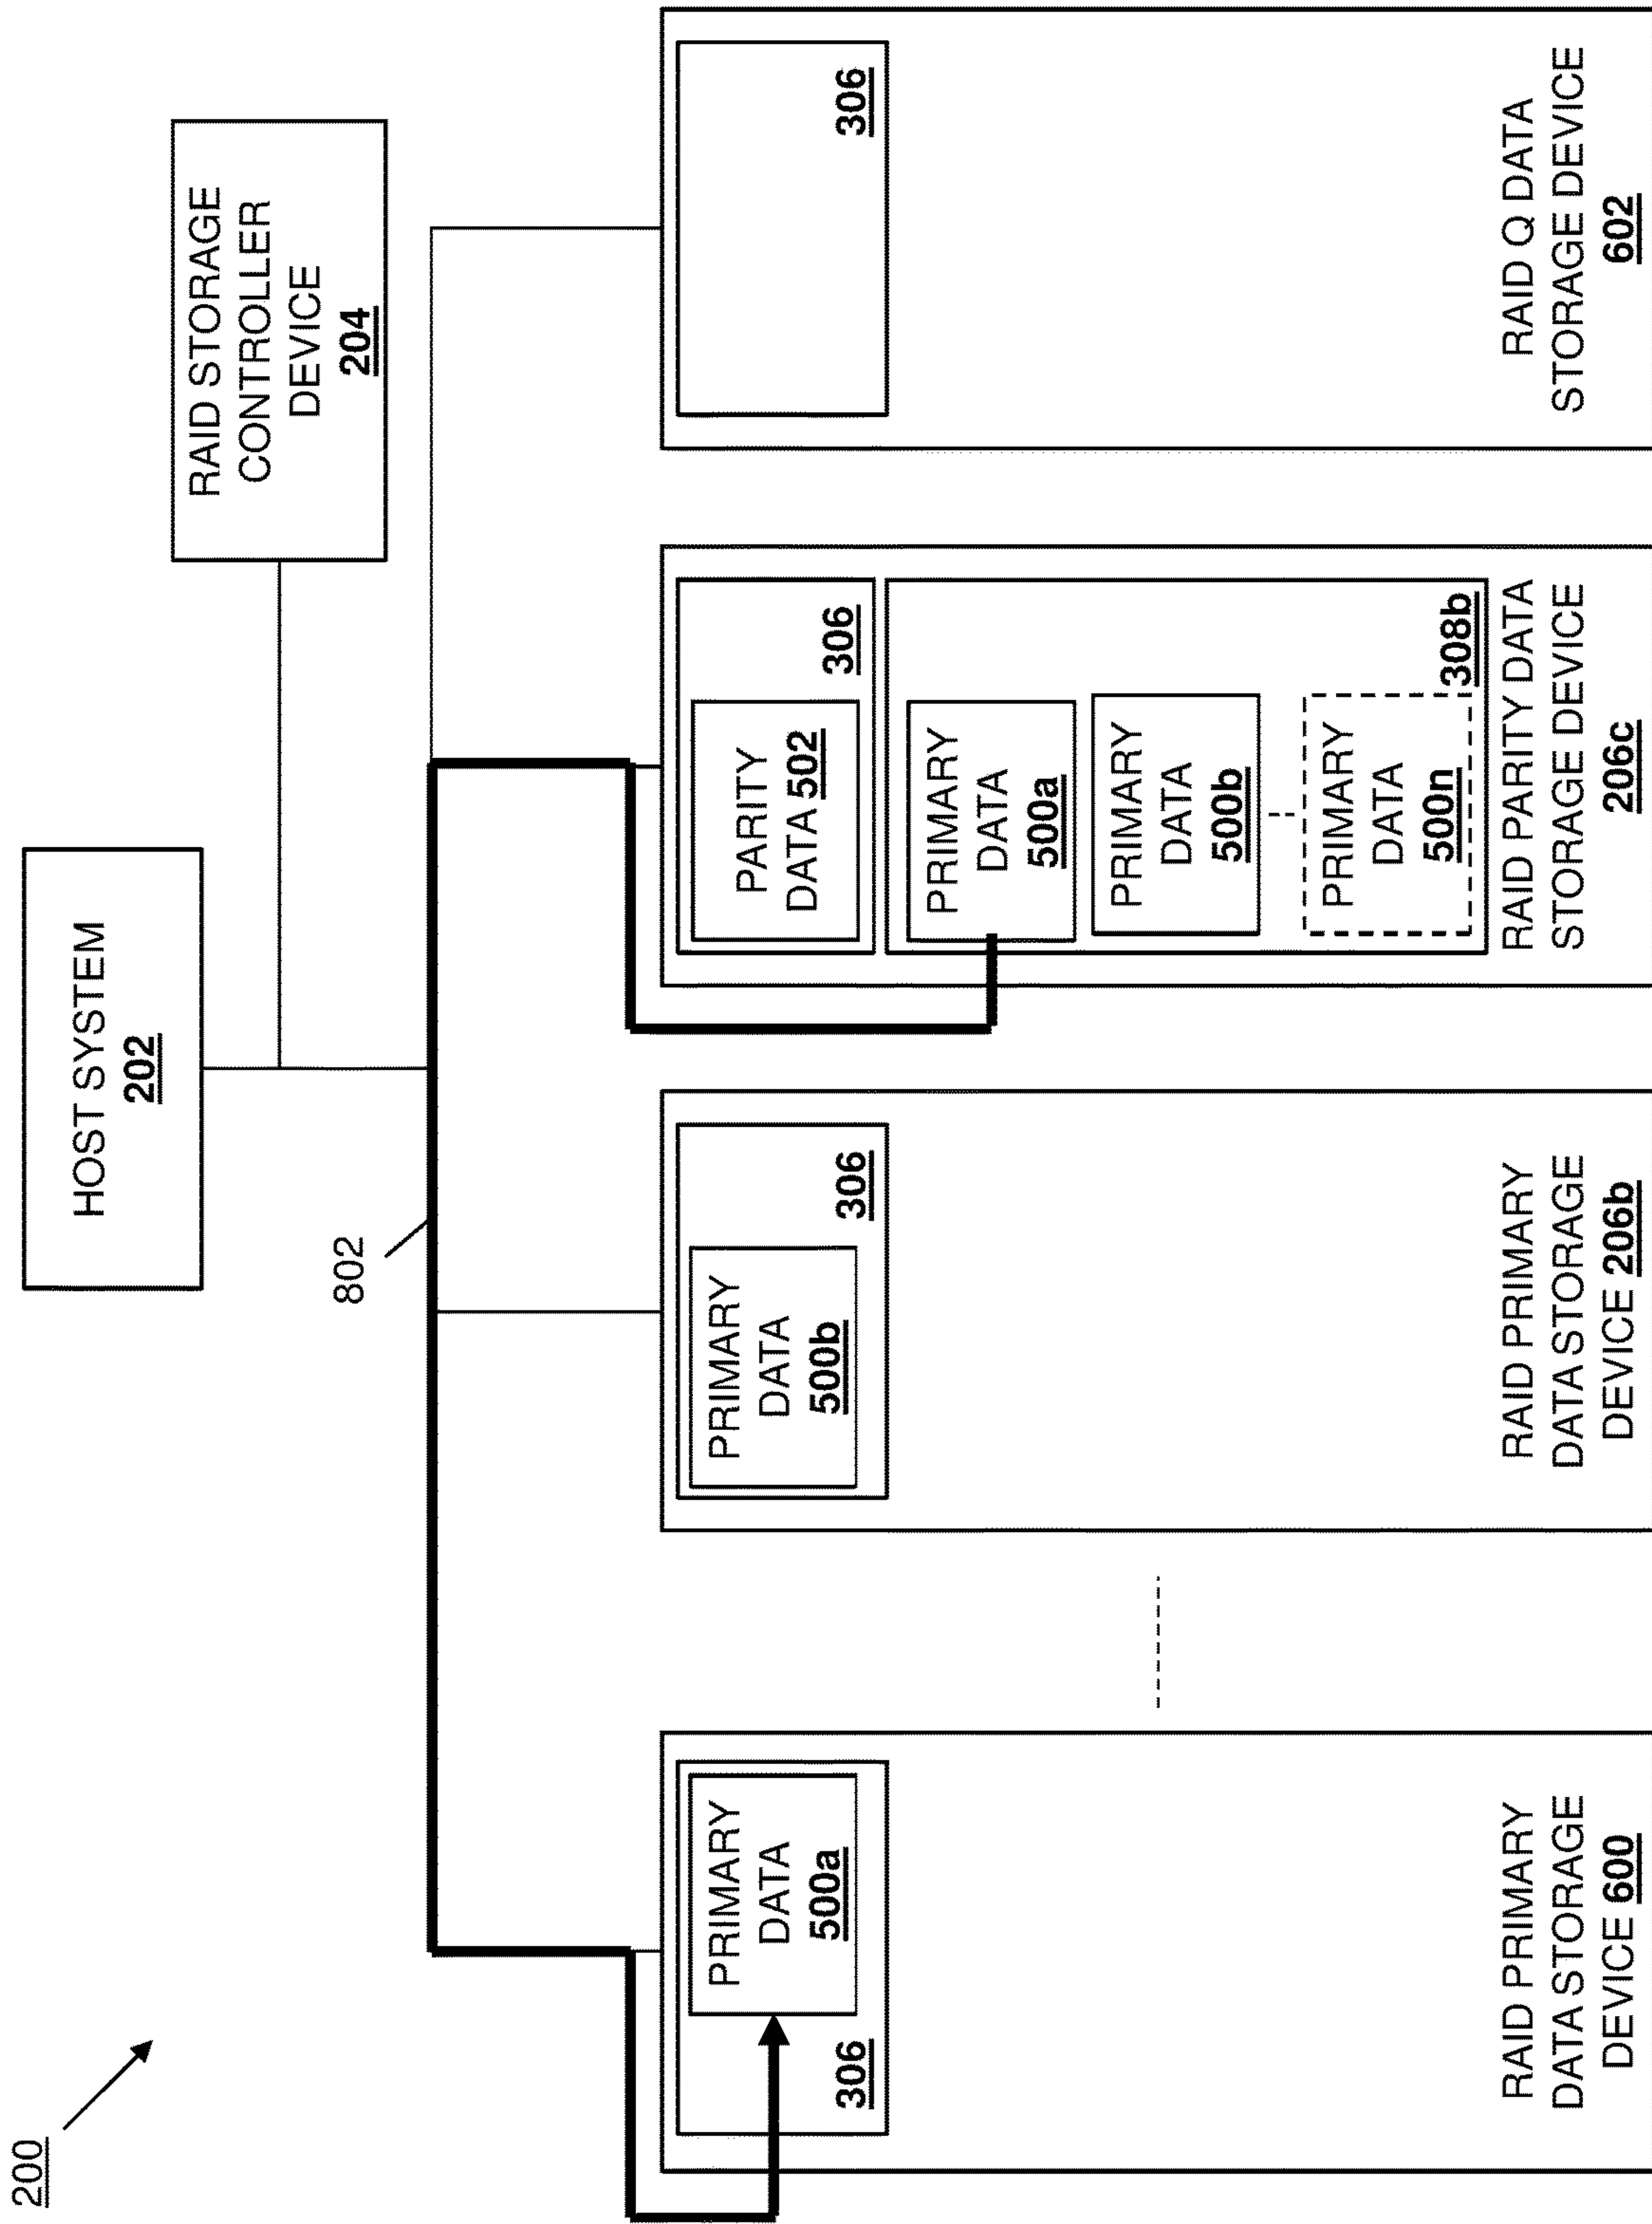 200
HOST SYSTEM
202
RAID STORAGE
CONTROLLER
DEVICE
204
802
PRIMARY
DATA
500a
306
RAID PRIMARY
DATA STORAGE
DEVICE 600
PRIMARY
DATA
500b
306
RAID PRIMARY
DATA STORAGE
DEVICE 206b
PARITY
DATA 502
306
PRIMARY
DATA
500a
PRIMARY
DATA
500b
PRIMARY
DATA
500n
308b
RAID PARITY DATA
STORAGE DEVICE
206c
306
RAID Q DATA
STORAGE DEVICE
602